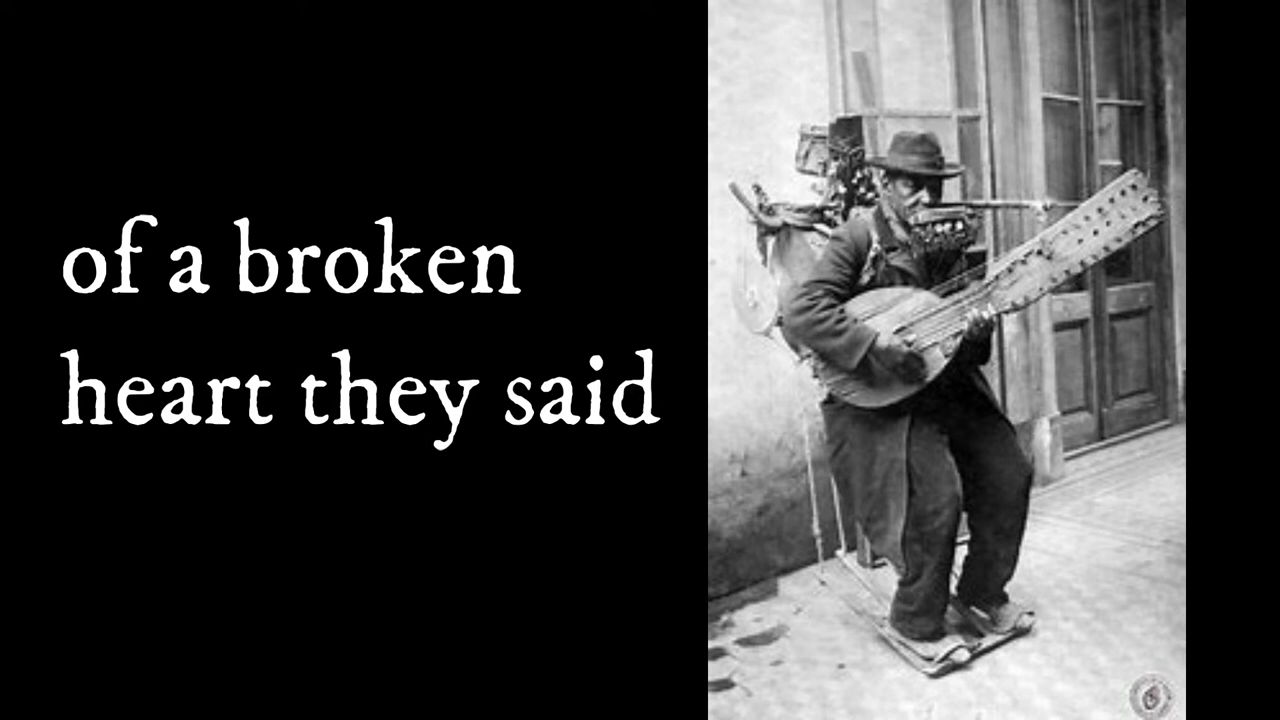 of a broken
heart they said